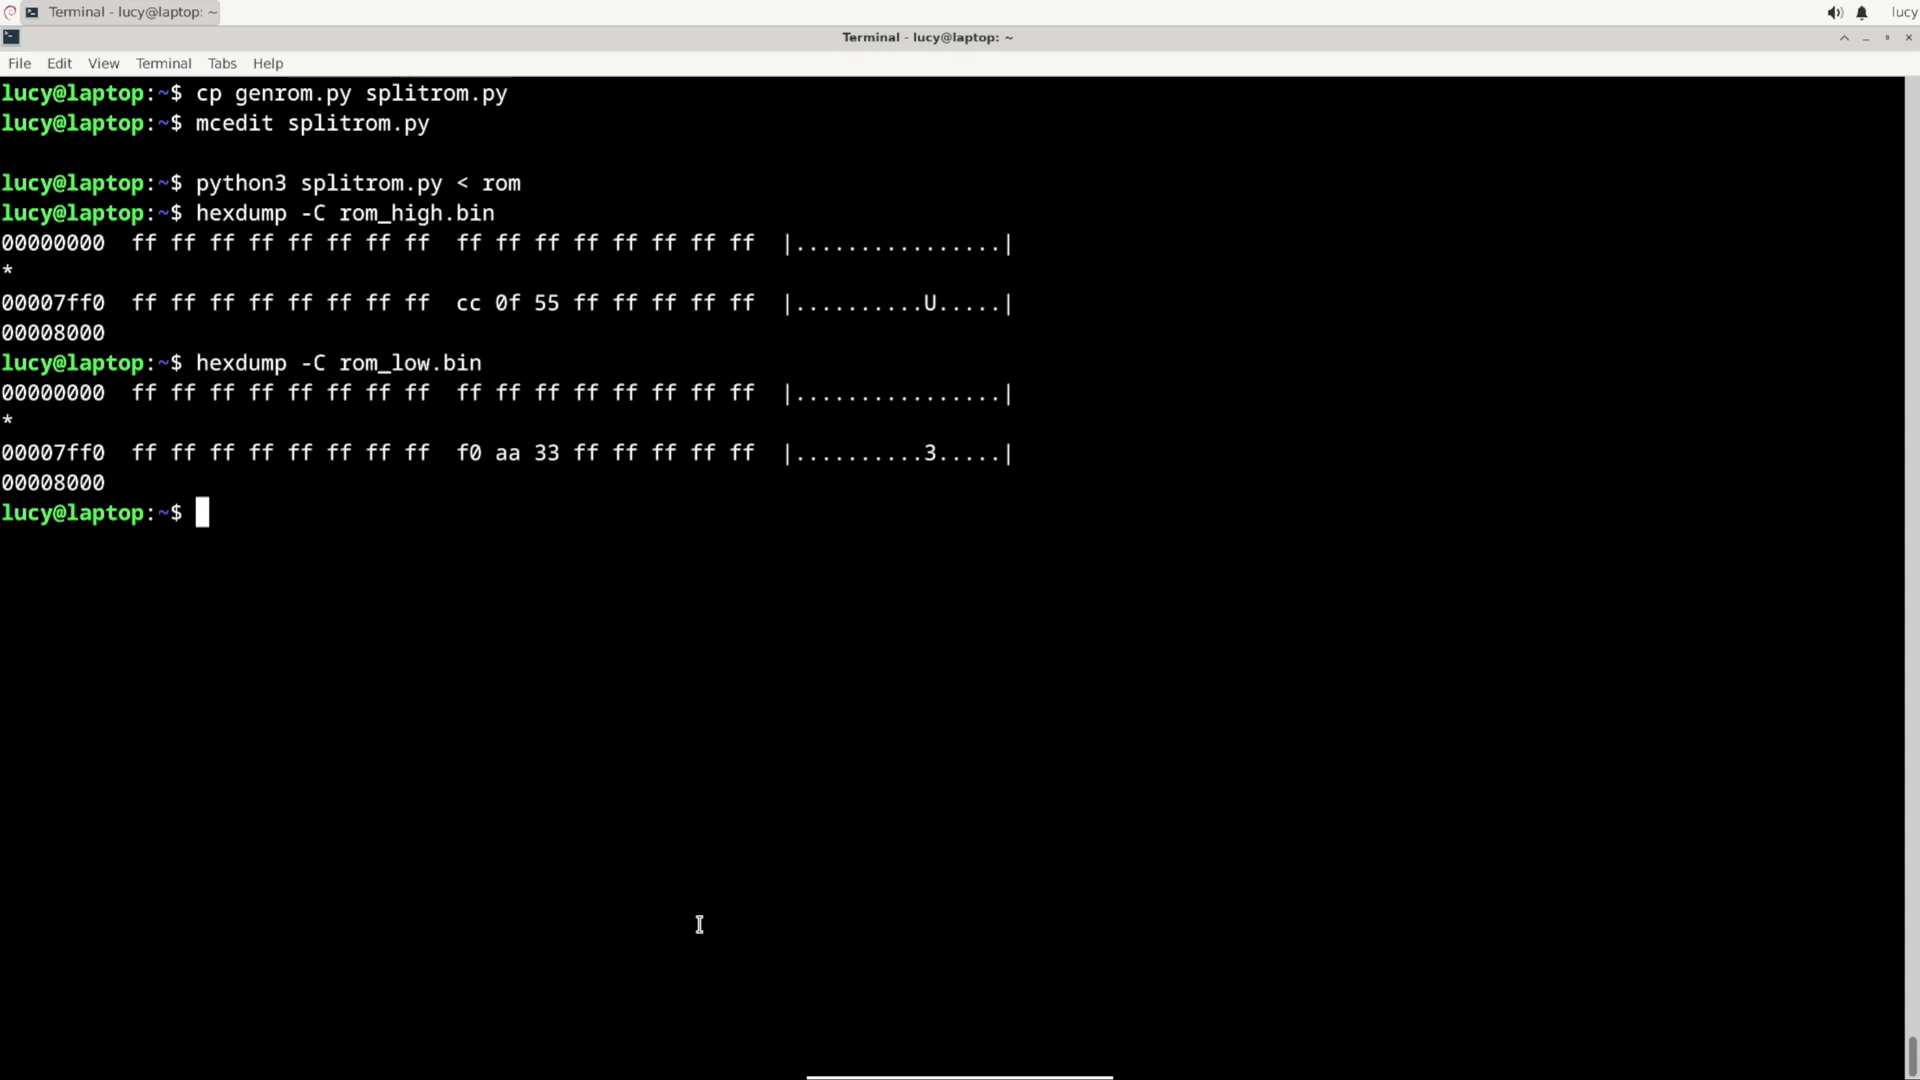 Terminal - lucy@laptop: ~ lucy
Terminal - lucy@laptop: ~
File Edit View Terminal Tabs Help
lucy@laptop:~$ cp genrom.py splitrom.py
lucy@laptop:~$ mcedit splitrom.py
lucy@laptop:~$ python3 splitrom.py < rom
lucy@laptop:~$ hexdump -C rom_high.bin
00000000  ff ff ff ff ff ff ff ff  ff ff ff ff ff ff ff ff  |................|
*
00007ff0  ff ff ff ff ff ff ff ff  cc 0f 55 ff ff ff ff ff  |..........U.....|
00008000
lucy@laptop:~$ hexdump -C rom_low.bin
00000000  ff ff ff ff ff ff ff ff  ff ff ff ff ff ff ff ff  |................|
*
00007ff0  ff ff ff ff ff ff ff ff  f0 aa 33 ff ff ff ff ff  |..........3.....|
00008000
lucy@laptop:~$